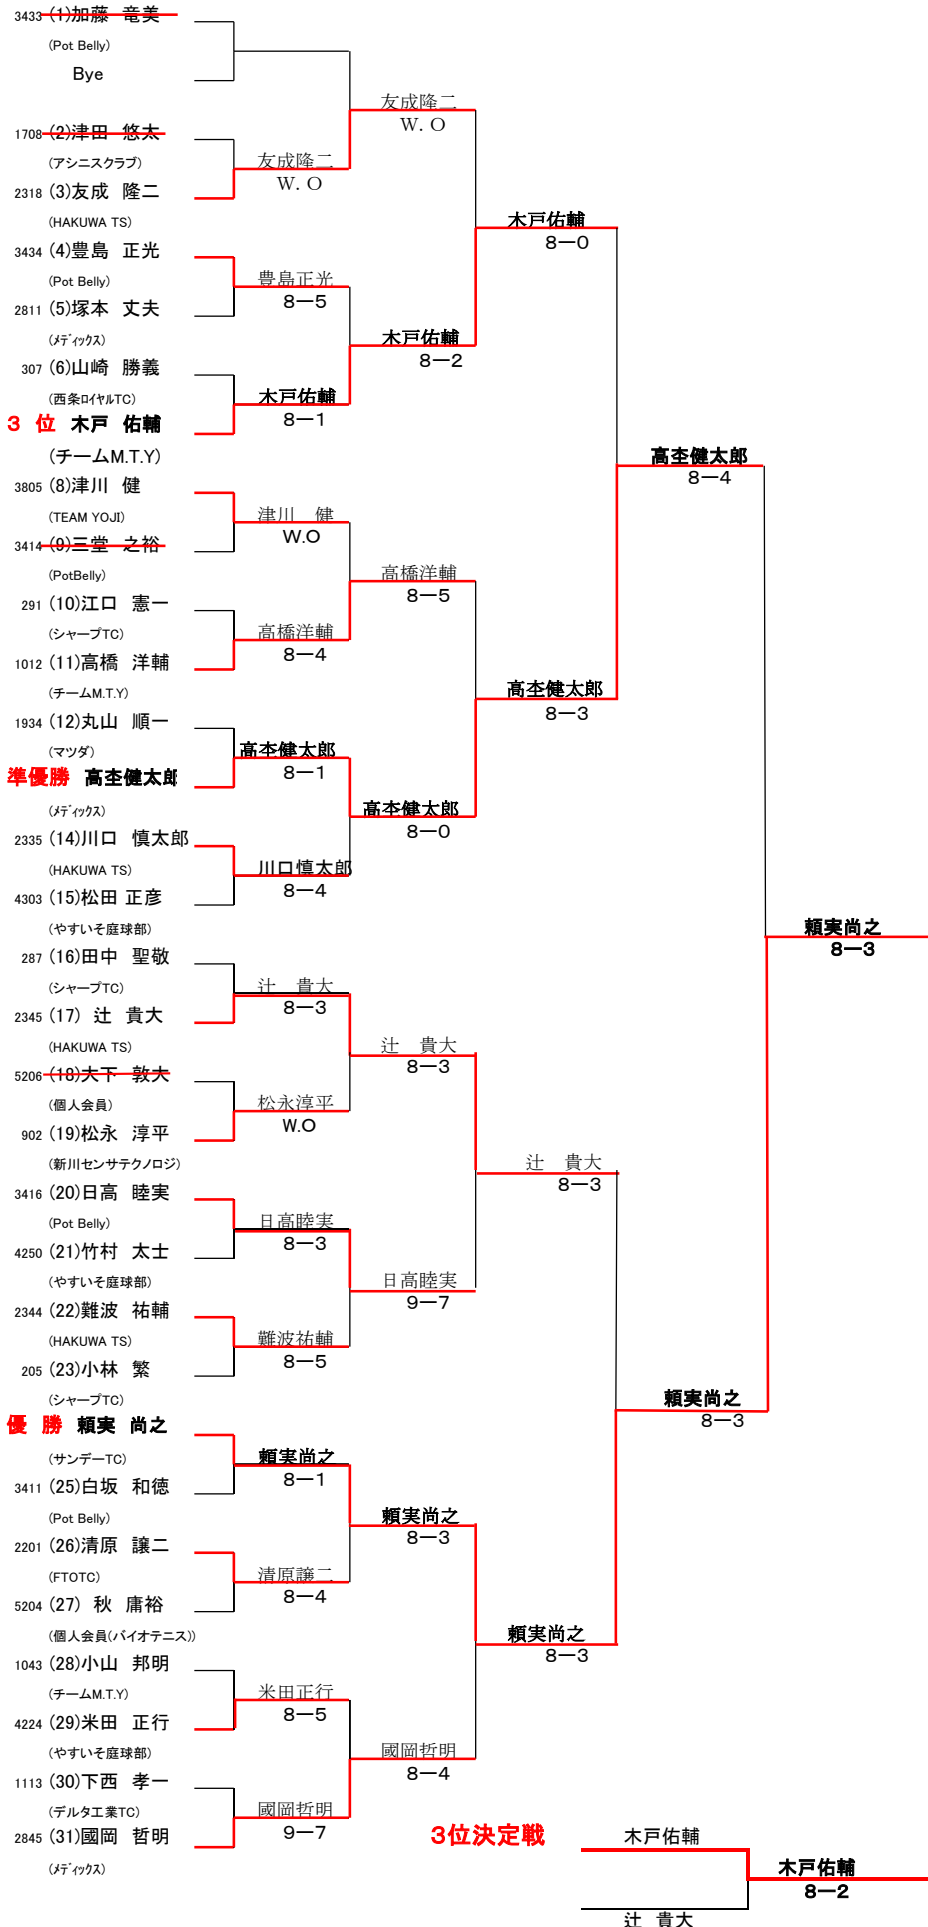 3433 (1)加藤 竜美
(Pot Belly)
Bye
1708 (2)津田 悠太
(アシニスクラブ)
2318 (3)友成 隆二
(HAKUWA TS)
3434 (4)豊島 正光
(Pot Belly)
2811 (5)塚本 丈夫
(メディックス)
307 (6)山崎 勝義
(西条ロイヤルTC)
3 位 木戸 佑輔
(チームM.T.Y)
3805 (8)津川 健
(TEAM YOJI)
3414 (9)三堂 之裕
(PotBelly)
291 (10)江口 憲一
(シャープTC)
1012 (11)高橋 洋輔
(チームM.T.Y)
1934 (12)丸山 順一
(マツダ)
準優勝 高杢健太郎
(メディックス)
2335 (14)川口 慎太郎
(HAKUWA TS)
4303 (15)松田 正彦
(やすいそ庭球部)
287 (16)田中 聖敬
(シャープTC)
2345 (17) 辻 貴大
(HAKUWA TS)
5206 (18)大下 敦大
(個人会員)
902 (19)松永 淳平
(新川センサテクノロジ)
3416 (20)日高 睦実
(Pot Belly)
4250 (21)竹村 太士
(やすいそ庭球部)
2344 (22)難波 祐輔
(HAKUWA TS)
205 (23)小林 繁
(シャープTC)
優 勝 頼実 尚之
(サンデーTC)
3411 (25)白坂 和徳
(Pot Belly)
2201 (26)清原 譲二
(FTOTC)
5204 (27) 秋 庸裕
(個人会員(バイオテニス))
1043 (28)小山 邦明
(チームM.T.Y)
4224 (29)米田 正行
(やすいそ庭球部)
1113 (30)下西 孝一
(デルタ工業TC)
2845 (31)國岡 哲明
(メディックス)
友成隆二
W. O
豊島正光
8－5
木戸佑輔
8－1
津川 健
W.O
高橋洋輔
8－4
高杢健太郎
8－1
川口慎太郎
8－4
辻 貴大
8－3
松永淳平
W.O
日高睦実
8－3
難波祐輔
8－5
頼実尚之
8－1
清原譲二
8－4
米田正行
8－5
國岡哲明
9－7
友成隆二
W. O
木戸佑輔
8－2
高橋洋輔
8－5
高杢健太郎
8－0
辻 貴大
8－3
日高睦実
9－7
頼実尚之
8－3
國岡哲明
8－4
木戸佑輔
8－0
高杢健太郎
8－3
辻 貴大
8－3
頼実尚之
8－3
高杢健太郎
8－4
頼実尚之
8－3
頼実尚之
8－3
3位決定戦
木戸佑輔
木戸佑輔
8－2
辻 貴大